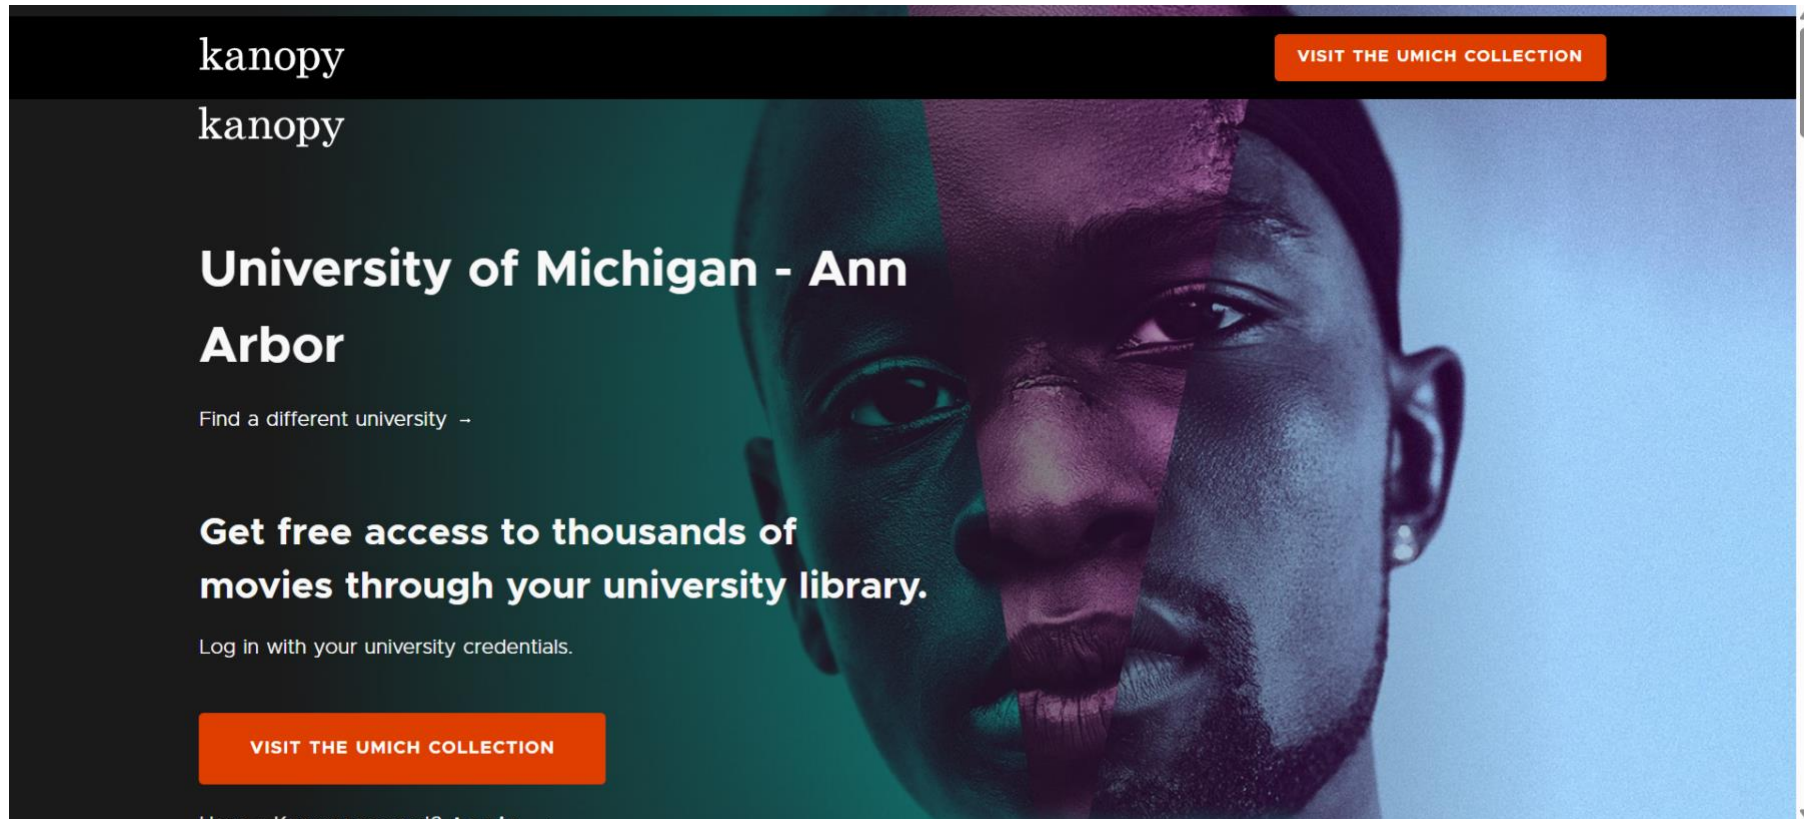 kanopy
VISIT THE UMICH COLLECTION
kanopy
University of Michigan - Ann
Arbor
Find a different university →
Get free access to thousands of
movies through your university library.
Log in with your university credentials.
VISIT THE UMICH COLLECTION